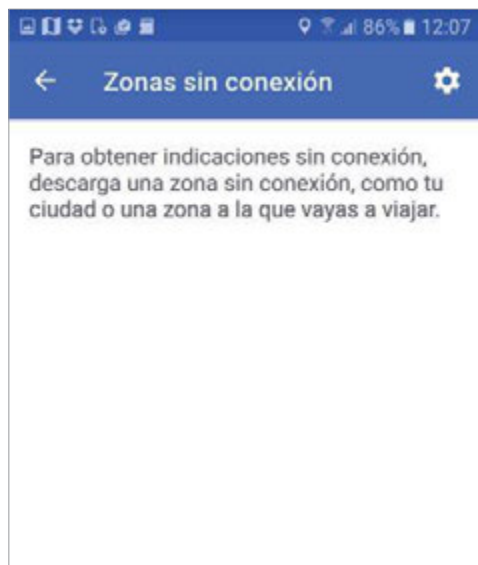 86% 12:07
Zonas sin conexión
Para obtener indicaciones sin conexión,
descarga una zona sin conexión, como tu
ciudad o una zona a la que vayas a viajar.